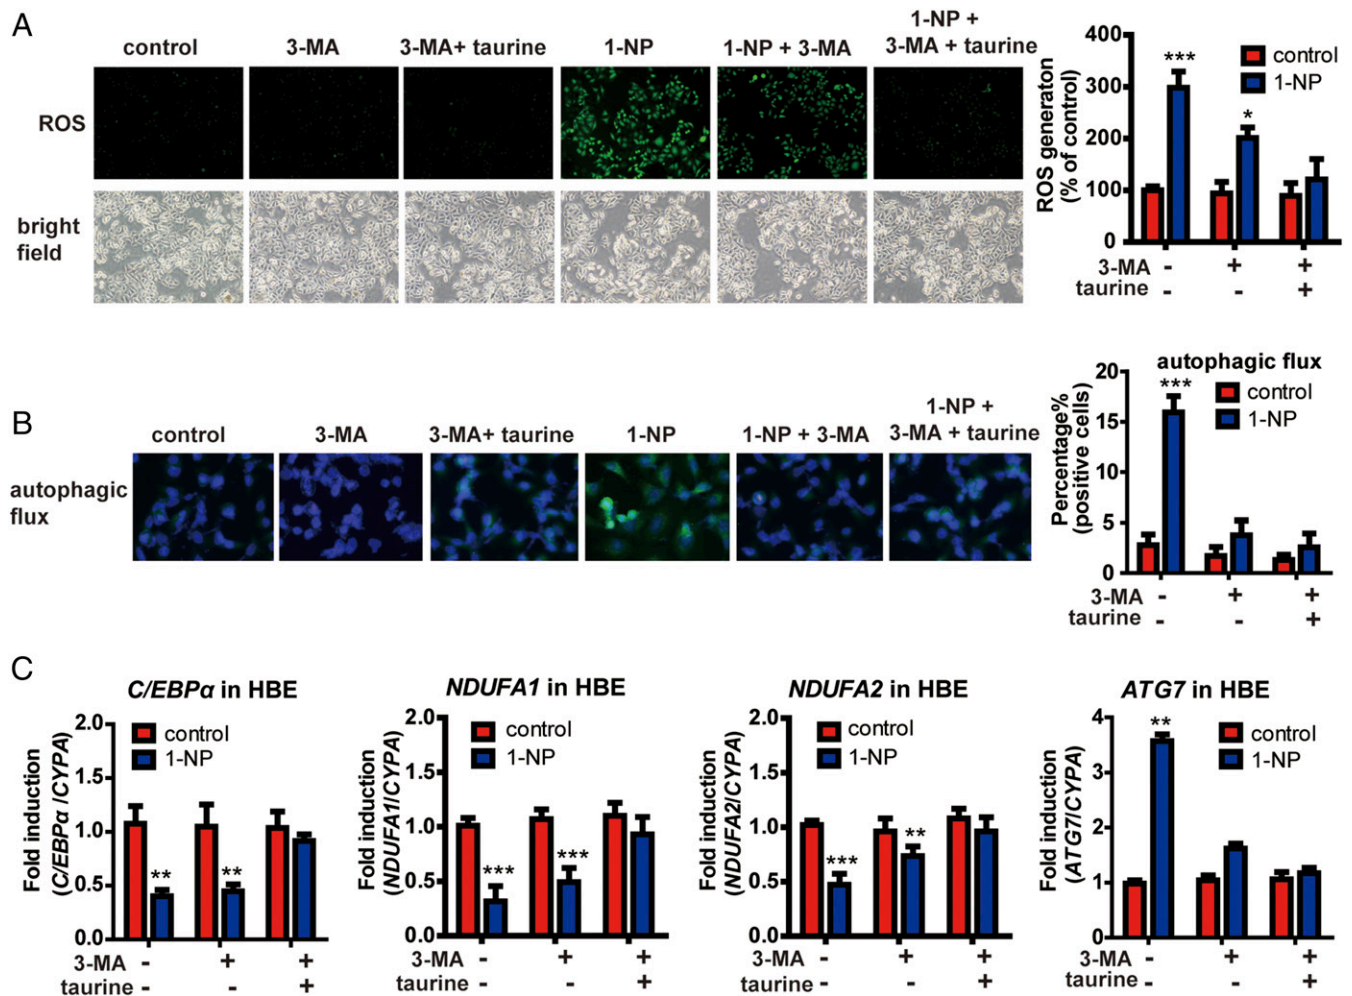 A
control 3-MA 3-MA+ taurine 1-NP 1-NP + 3-MA 1-NP +
3-MA + taurine
ROS
bright
field
ROS generaton
(% of control)
400
300
200
100
0
***
*
control
1-NP
3-MA - + +
taurine - - +
B
control 3-MA 3-MA+ taurine 1-NP 1-NP + 3-MA 1-NP +
3-MA + taurine
autophagic
flux
autophagic flux
Percentage%
(positive cells)
20
15
10
5
0
***
control
1-NP
3-MA - + +
taurine - - +
C
C/EBPα in HBE
Fold induction
(C/EBPα /CYPA)
2.0
1.5
1.0
0.5
0.0
control
1-NP
** **
3-MA - + +
taurine - - +
NDUFA1 in HBE
Fold induction
(NDUFA1/CYPA)
2.0
1.5
1.0
0.5
0.0
control
1-NP
*** ***
3-MA - + +
taurine - - +
NDUFA2 in HBE
Fold induction
(NDUFA2/CYPA)
2.0
1.5
1.0
0.5
0.0
control
1-NP
*** **
3-MA - + +
taurine - - +
ATG7 in HBE
Fold induction
(ATG7/CYPA)
4
3
2
1
0
**
control
1-NP
3-MA - + +
taurine - - +